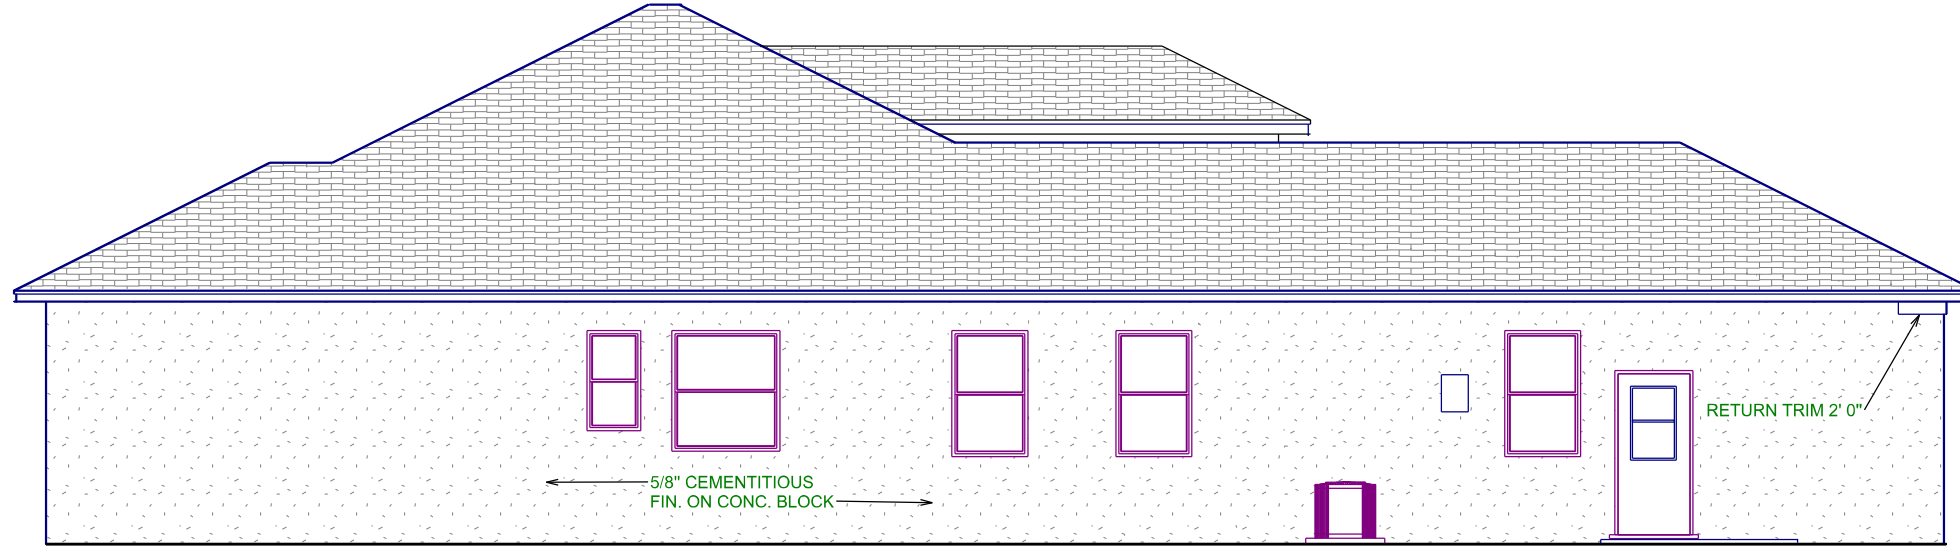 RETURN TRIM 2' 0"
5/8" CEMENTITIOUS
FIN. ON CONC. BLOCK